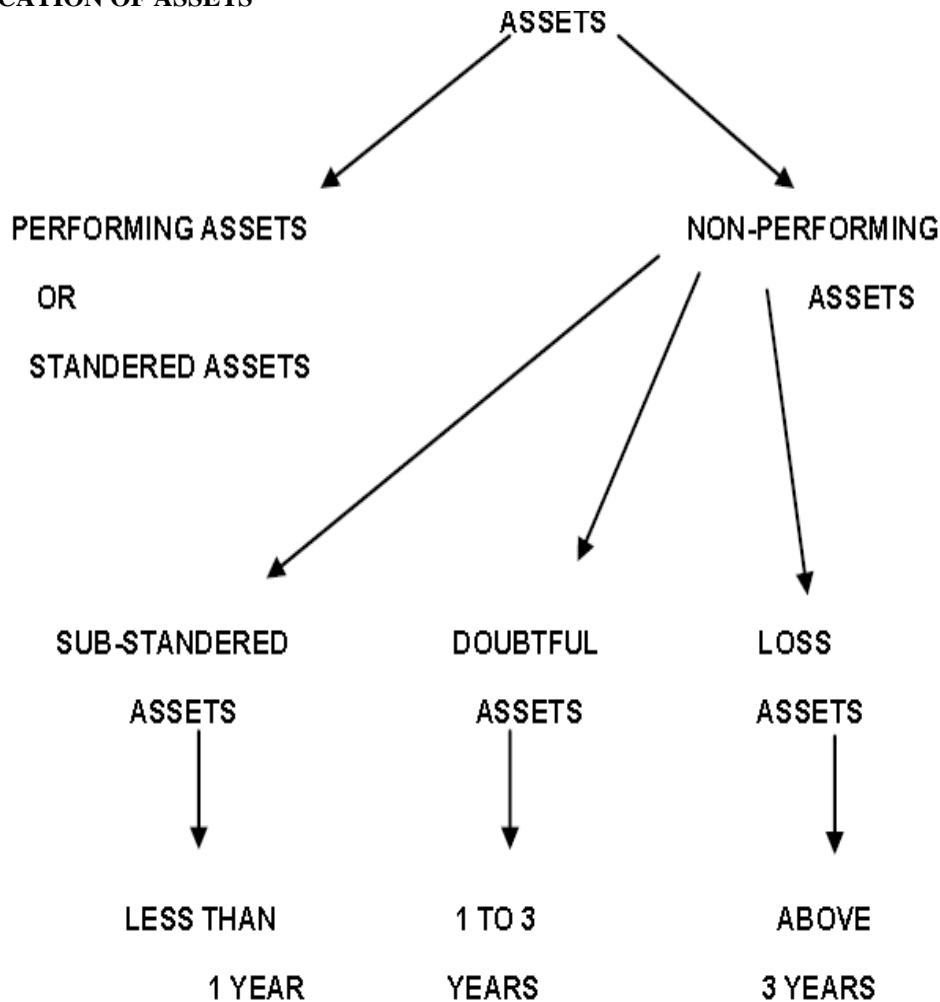 CATION OF ASSETS
ASSETS
PERFORMING ASSETS
OR
STANDERED ASSETS
NON-PERFORMING
ASSETS
SUB-STANDERED
ASSETS
DOUBTFUL
ASSETS
LOSS
ASSETS
LESS THAN
1 YEAR
1 TO 3
YEARS
ABOVE
3 YEARS